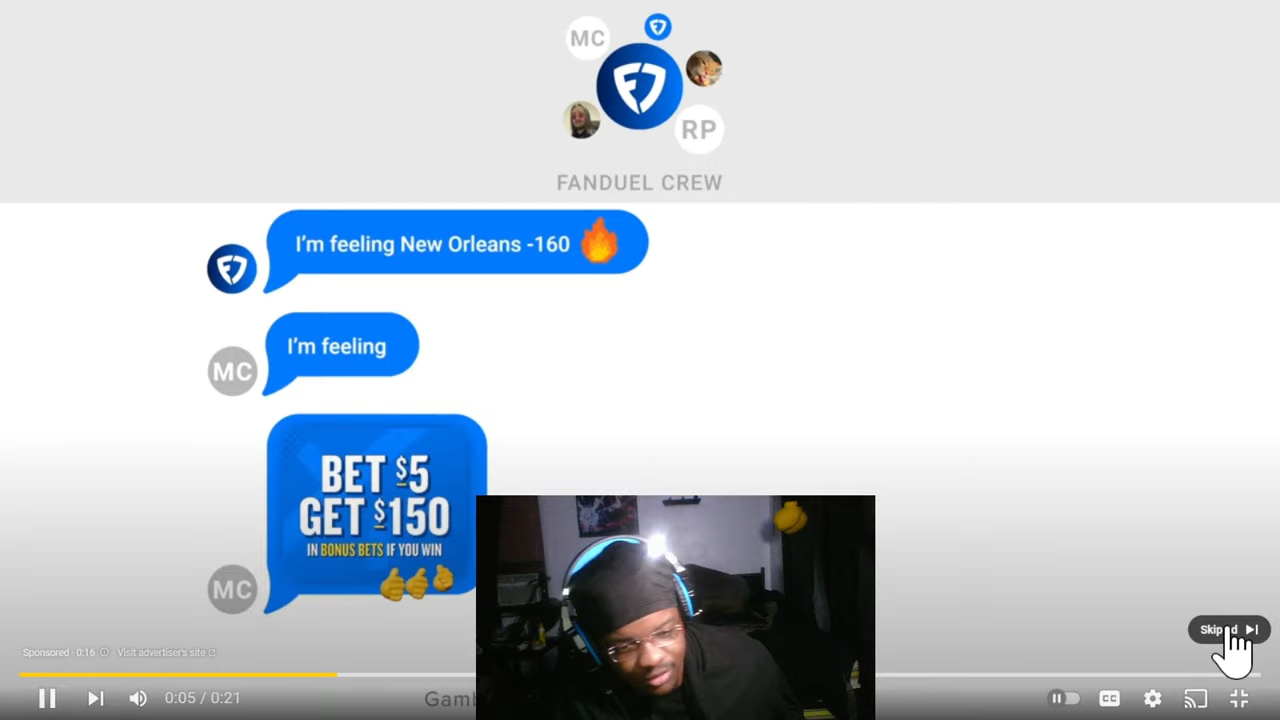 MC
RP
FANDUEL CREW
I'm feeling New Orleans -160
MC
I'm feeling
BET $5
GET $150
IN BONUS BETS IF YOU WIN
MC
Skip
Sponsored · 0:16
Visit advertiser's site
0:05 / 0:21
CC